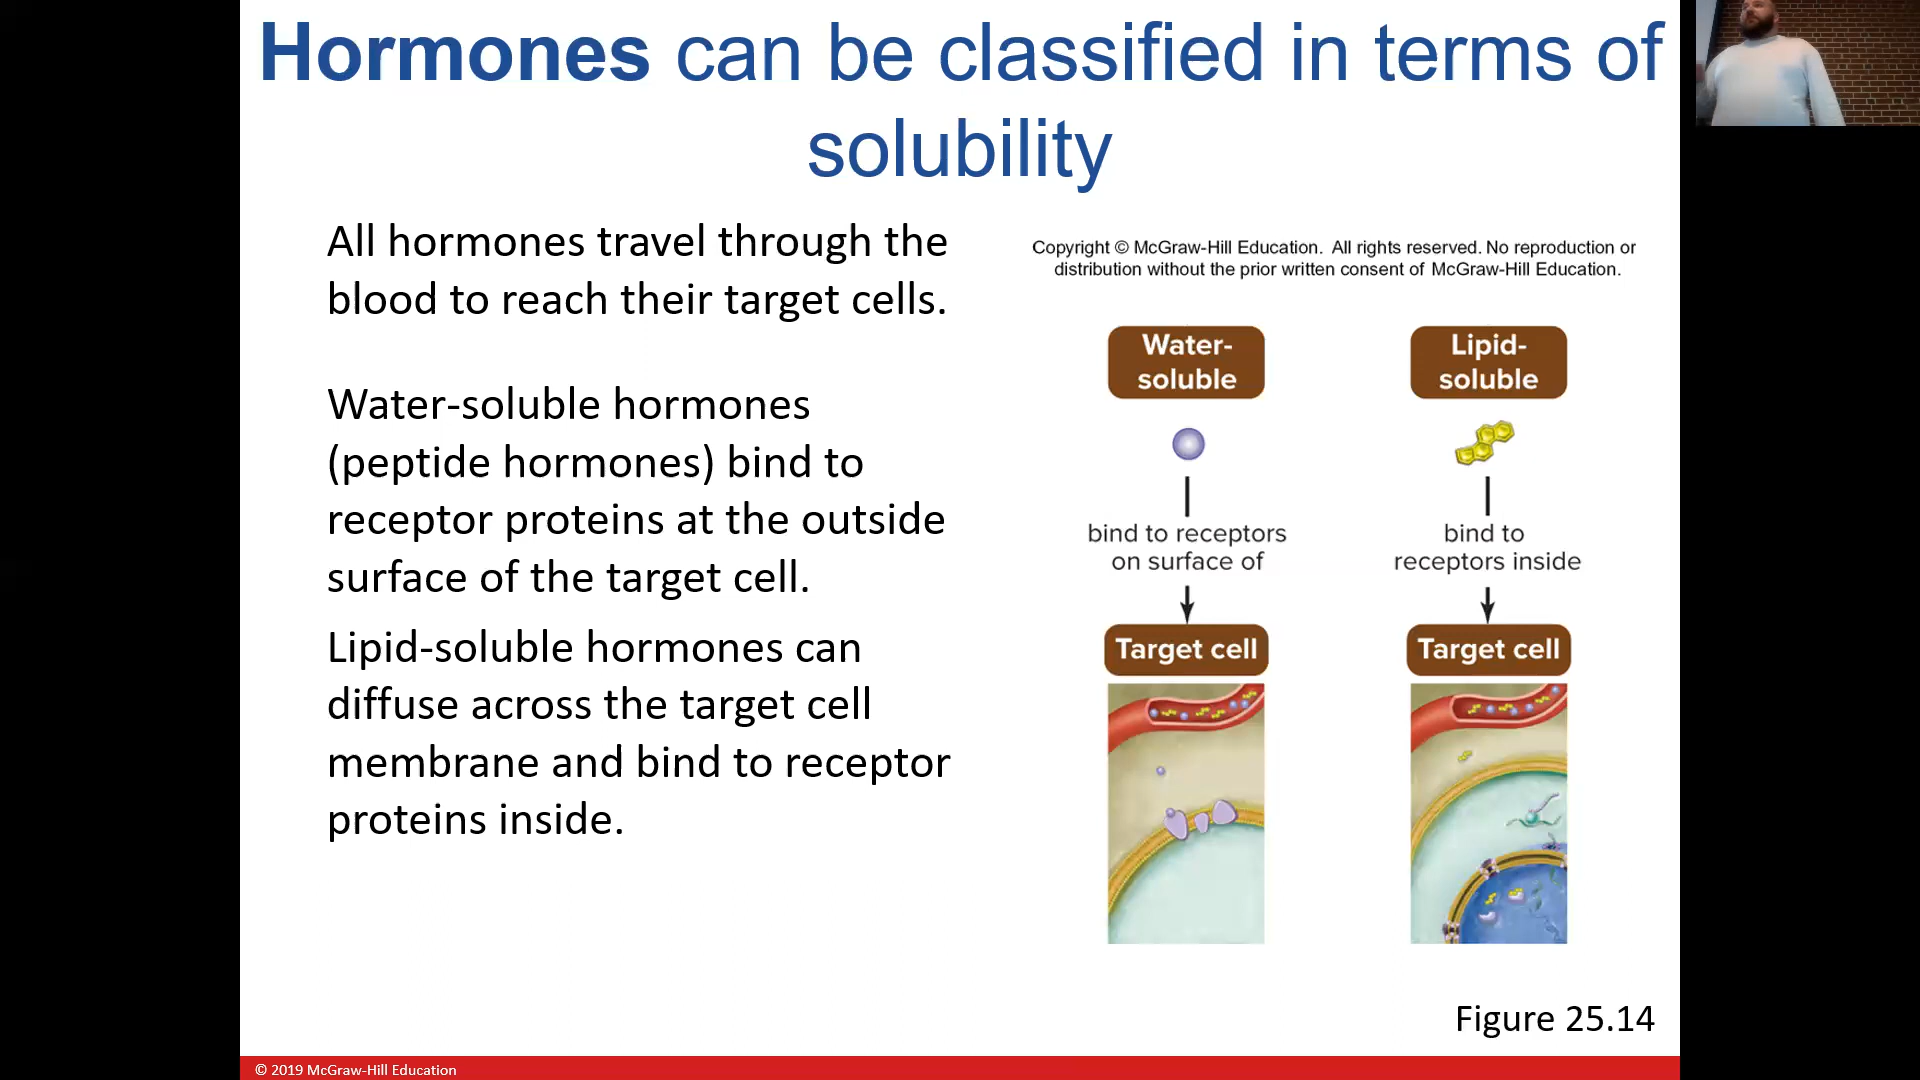 Hormones can be classified in terms of
solubility
All hormones travel through the
blood to reach their target cells.
Water-soluble hormones
(peptide hormones) bind to
receptor proteins at the outside
surface of the target cell.
Lipid-soluble hormones can
diffuse across the target cell
membrane and bind to receptor
proteins inside.
Copyright © McGraw-Hill Education. All rights reserved. No reproduction or
distribution without the prior written consent of McGraw-Hill Education.
Water-
soluble
bind to receptors
on surface of
Target cell
Lipid-
soluble
bind to
receptors inside
Target cell
Figure 25.14
© 2019 McGraw-Hill Education